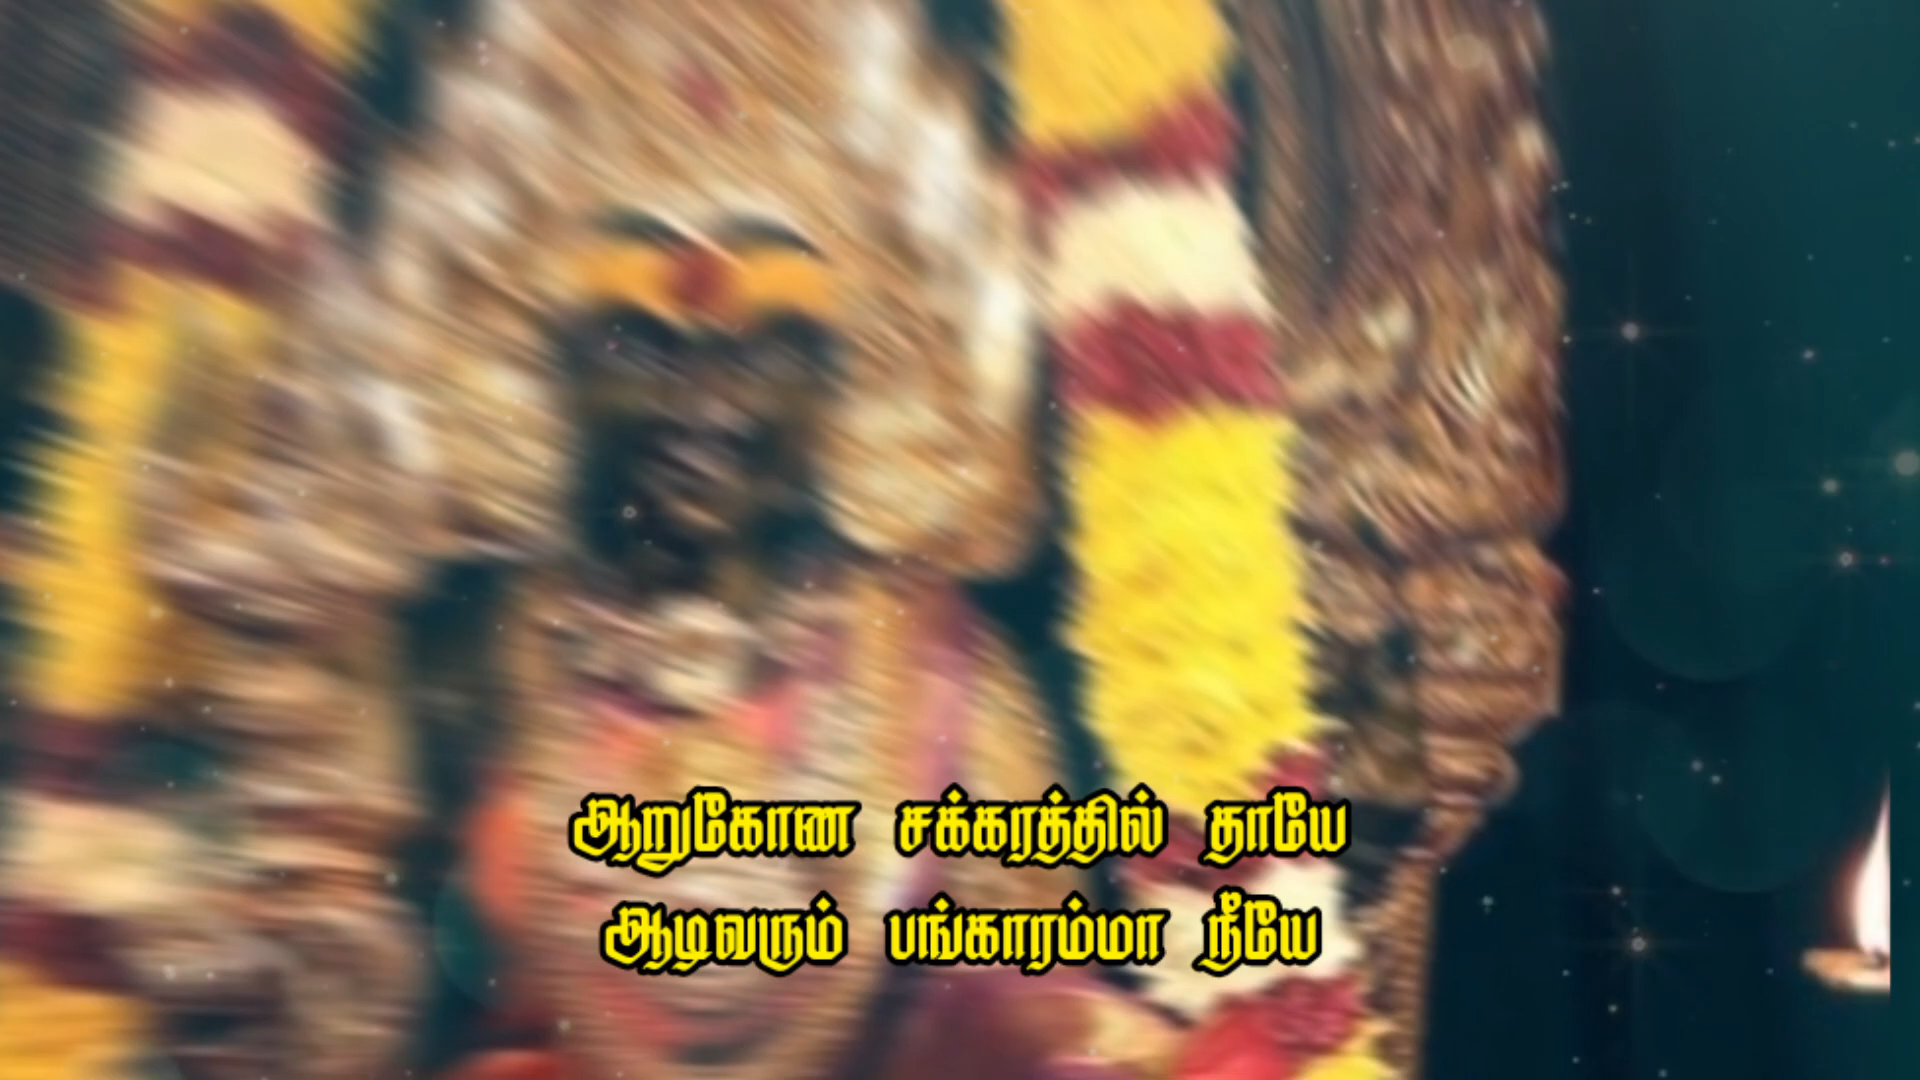 ஆறுகோண சக்கரத்தில் தாயே
ஆடிவரும் பங்காரம்மா நீயே